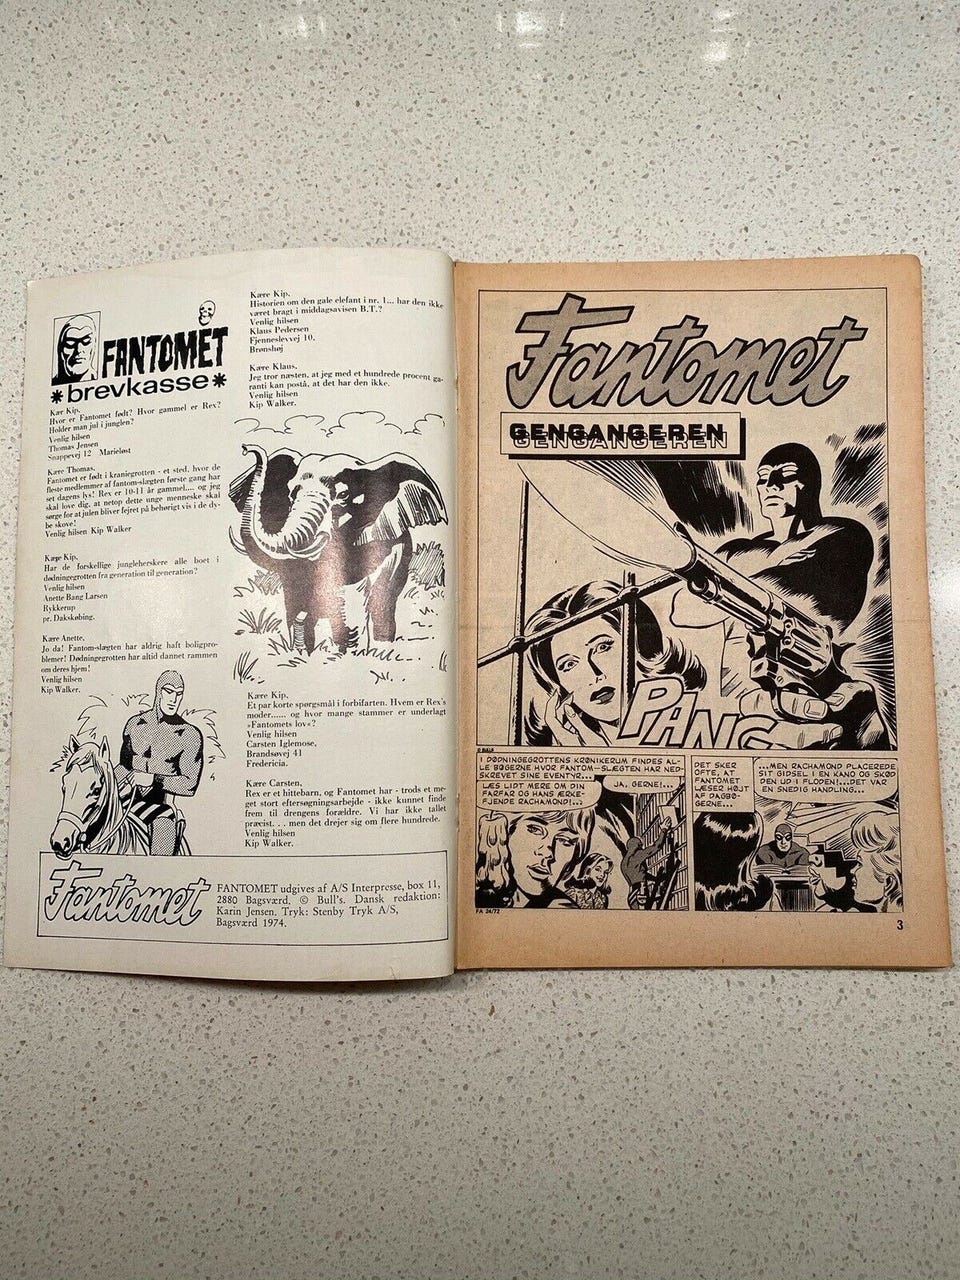 FANTOMET
*brevkasse*
Kær Kip.
Hvor er Fantomet født? Hvor gammel er Rex?
Holder man jul i junglen?
Venlig hilsen
Thomas Jensen
Snappevej 12 Marieløst
Kære Thomas.
Fantomet er født i kraniegrotten - et sted, hvor de
fleste medlemmer af fantom-slægten første gang har
set dagens lys! Rex er 10-11 år gammel.... og jeg
skal love dig, at netop dette unge menneske skal
sørge for at julen bliver fejret på behørigt vis i de dy-
be skove!
Venlig hilsen Kip Walker
Kære Kip,
Har de forskellige jungleherskere alle boet i
dødningegrotten fra generation til generation?
Venlig hilsen
Anette Bang Larsen
Rykkerup
pr. Dakskøbing.
Kære Anette,
Jo da! Fantom-slægten har aldrig haft boligpro-
blemer! Dødningegrotten har altid dannet rammen
om deres hjem!
Venlig hilsen
Kip Walker.
Kære Kip,
Historien om den gale elefant i nr. 1... har den ikke
været bragt i middagsavisen B.T.?
Venlig hilsen
Klaus Pedersen
Fjenneslevvej 10.
Brønshøj
Kære Klaus,
Jeg tror næsten, at jeg med et hundrede procent ga-
ranti kan postå, at det har den ikke.
Venlig hilsen
Kip Walker.
Kære Kip,
Et par korte spørgsmål i forbifarten. Hvem er Rex's
moder...... og hvor mange stammer er underlagt
»Fantomets lov«?
Venlig hilsen
Carsten Iglemose,
Brandsøvej 41
Fredericia.
Kære Carsten,
Rex er et hittebarn, og Fantomet har - trods et me-
get stort eftersøgningsarbejde - ikke kunnet finde
frem til drengens forældre. Vi har ikke tallet
præcist. . . men det drejer sig om flere hundrede.
Venlig hilsen
Kip Walker.
Fantomet
FANTOMET udgives af A/S Interpresse, box 11,
2880 Bagsværd. © Bull's. Dansk redaktion:
Karin Jensen. Tryk: Stenby Tryk A/S,
Bagsværd 1974.
Fantomet
GENGANGEREN
PANG
© BULLS
I DØDNINGEGROTTENS KRØNIKERUM FINDES AL-
LE BØGERNE HVOR FANTOM-SLÆGTEN HAR NED-
SKREVET SINE EVENTYR...
LÆS LIDT MERE OM DIN
FARFAR OG HANS ÆRKE-
FJENDE RACHAMOND!..
JA, GERNE!...
DET SKER
OFTE, AT
FANTOMET
LÆSER HØJT
AF DAGBØ-
GERNE...
...MEN RACHAMOND PLACEREDE
SIT GIDSEL I EN KANO OG SKØD
DEN UD I FLODEN!...DET VAR
EN SNEDIG HANDLING...
FA 24/72
3